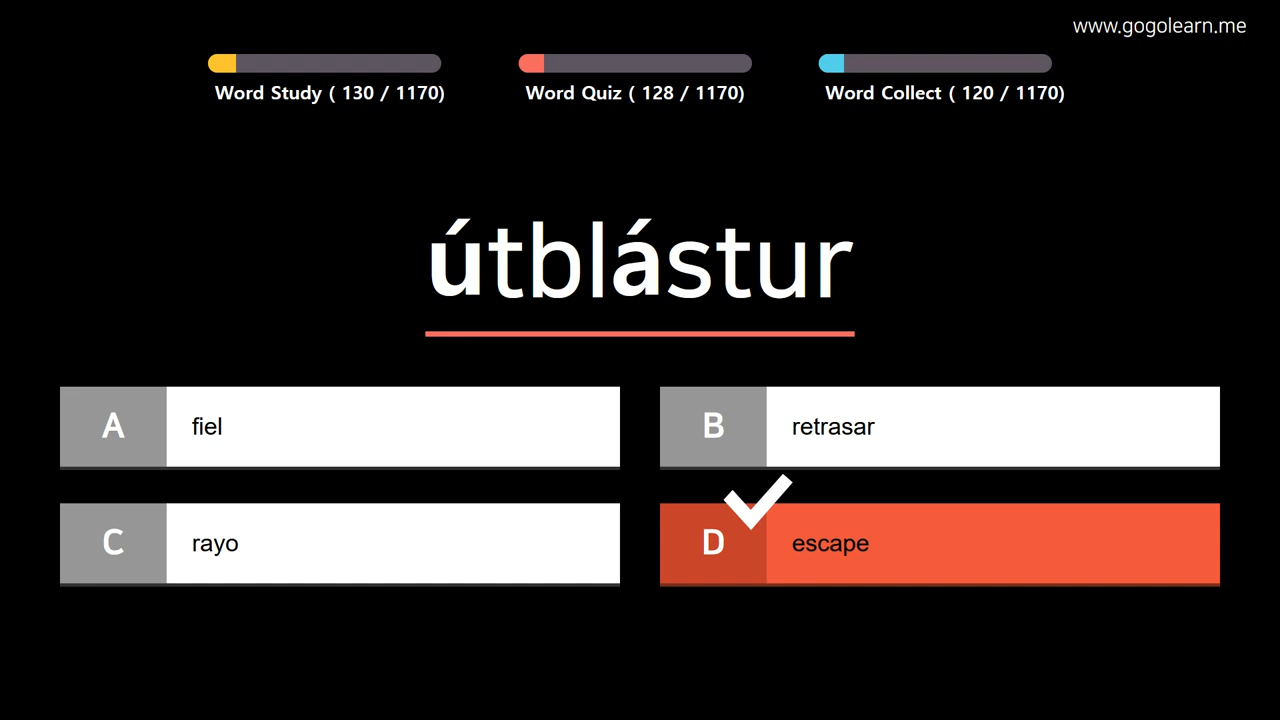 www.gogolearn.me
Word Study ( 130 / 1170)
Word Quiz ( 128 / 1170)
Word Collect ( 120 / 1170)
útblástur
A fiel
B retrasar
C rayo
D escape